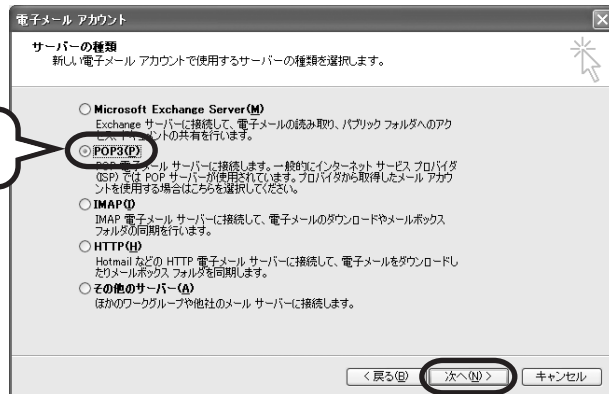 電子メール アカウント
サーバーの種類
新しい電子メール アカウントで使用するサーバーの種類を選択します。
Microsoft Exchange Server(M)
Exchange サーバーに接続して、電子メールの読み取り、パブリック フォルダへのアク
セス、ドキュメントの共有を行います。
POP3(P)
POP 電子メール サーバーに接続します。一般的にインターネット サービス プロバイダ
(ISP) では POP サーバーが使用されています。プロバイダから取得したメール アカウ
ントを使用する場合はこちらを選択してください。
IMAP(I)
IMAP 電子メール サーバーに接続して、電子メールのダウンロードやメールボックス
フォルダの同期を行います。
HTTP(H)
Hotmail などの HTTP 電子メール サーバーに接続して、電子メールをダウンロードし
たりメールボックス フォルダを同期します。
その他のサーバー(A)
ほかのワークグループや他社のメール サーバーに接続します。
< 戻る(B) 次へ(N) > キャンセル